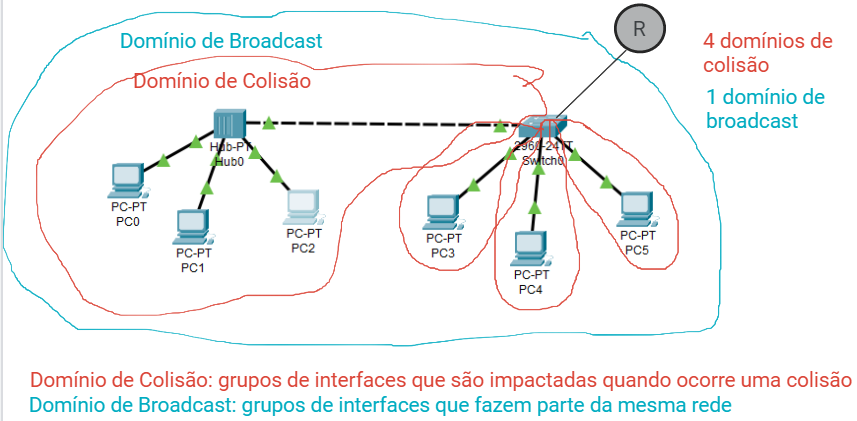 Domínio de Broadcast
R
4 domínios de
colisão
Domínio de Colisão
1 domínio de
broadcast
Hub-PT
Hub0
2960-24TT
Switch0
PC-PT
PC0
PC-PT
PC1
PC-PT
PC2
PC-PT
PC3
PC-PT
PC4
PC-PT
PC5
Domínio de Colisão: grupos de interfaces que são impactadas quando ocorre uma colisão
Domínio de Broadcast: grupos de interfaces que fazem parte da mesma rede